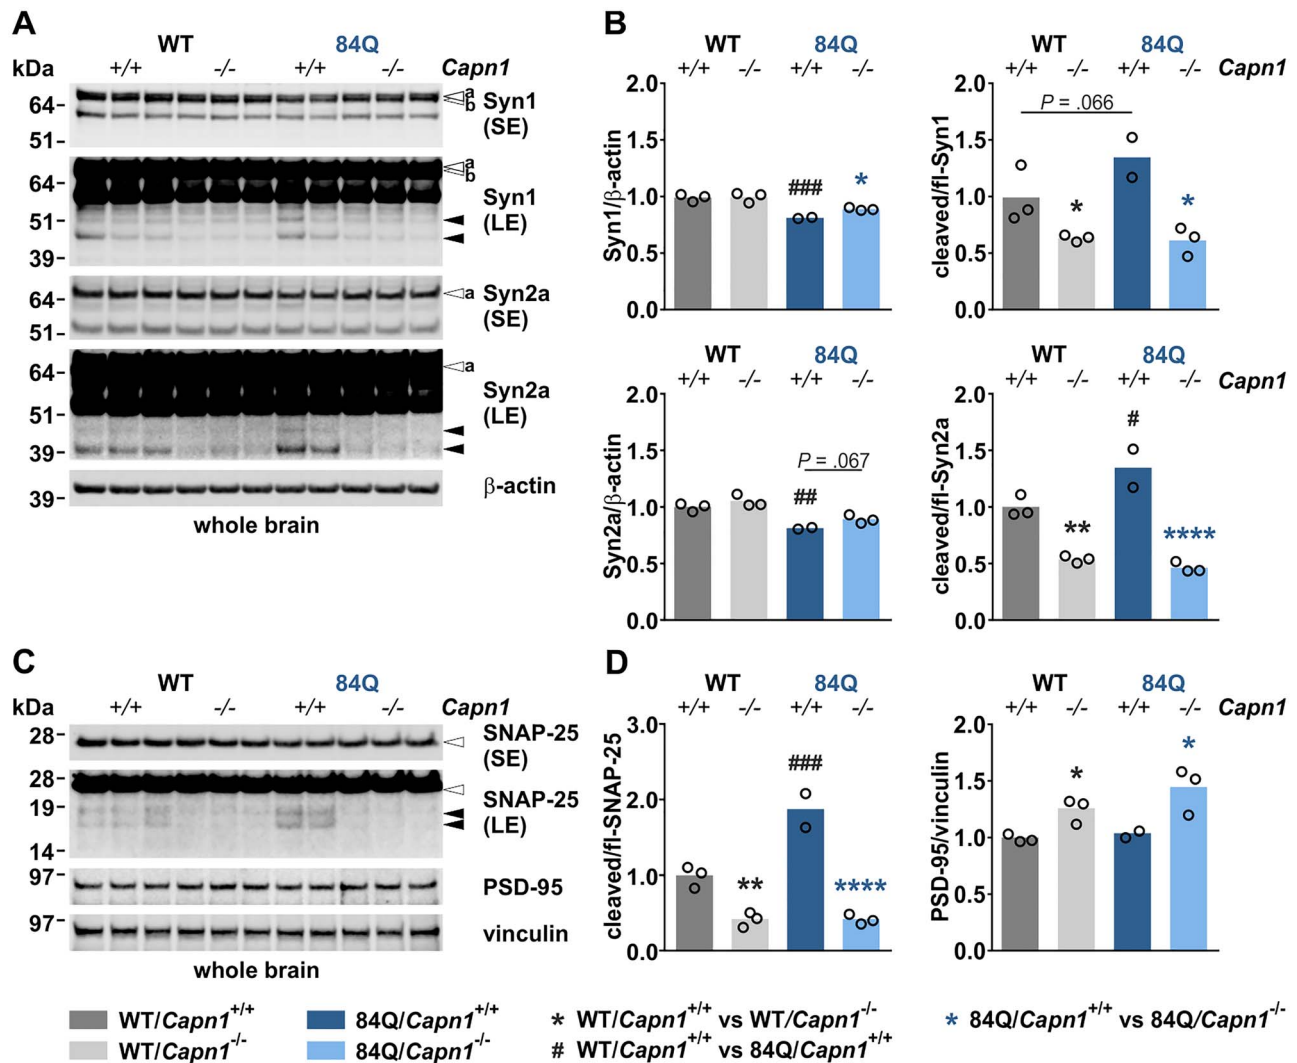 A
WT 84Q
kDa +/+ -/- +/+ -/- Capn1
64 a b Syn1
51 (SE)
a b
64 Syn1
51 (LE)
39
64 a Syn2a
51 (SE)
64 a
Syn2a
51 (LE)
39
39 β-actin
whole brain
B
WT 84Q
+/+ -/- +/+ -/-
Syn1/β-actin
2.0
1.5
1.0
0.5
0.0
### *
WT 84Q
+/+ -/- +/+ -/- Capn1
cleaved/fl-Syn1
2.0
1.5
1.0
0.5
0.0
P = .066
* *
WT 84Q
+/+ -/- +/+ -/-
Syn2a/β-actin
2.0
1.5
1.0
0.5
0.0
P = .067
##
WT 84Q
+/+ -/- +/+ -/- Capn1
cleaved/fl-Syn2a
2.0
1.5
1.0
0.5
0.0
** # ****
C
WT 84Q
kDa +/+ -/- +/+ -/- Capn1
28 SNAP-25
(SE)
28
SNAP-25
19 (LE)
14
97 PSD-95
97 vinculin
whole brain
D
WT 84Q
+/+ -/- +/+ -/-
cleaved/fl-SNAP-25
3.0
2.0
1.0
0.0
** ### ****
WT 84Q
+/+ -/- +/+ -/- Capn1
PSD-95/vinculin
2.0
1.5
1.0
0.5
0.0
* *
WT/Capn1+/+ 84Q/Capn1+/+ * WT/Capn1+/+ vs WT/Capn1-/- * 84Q/Capn1+/+ vs 84Q/Capn1-/-
WT/Capn1-/- 84Q/Capn1-/- # WT/Capn1+/+ vs 84Q/Capn1+/+